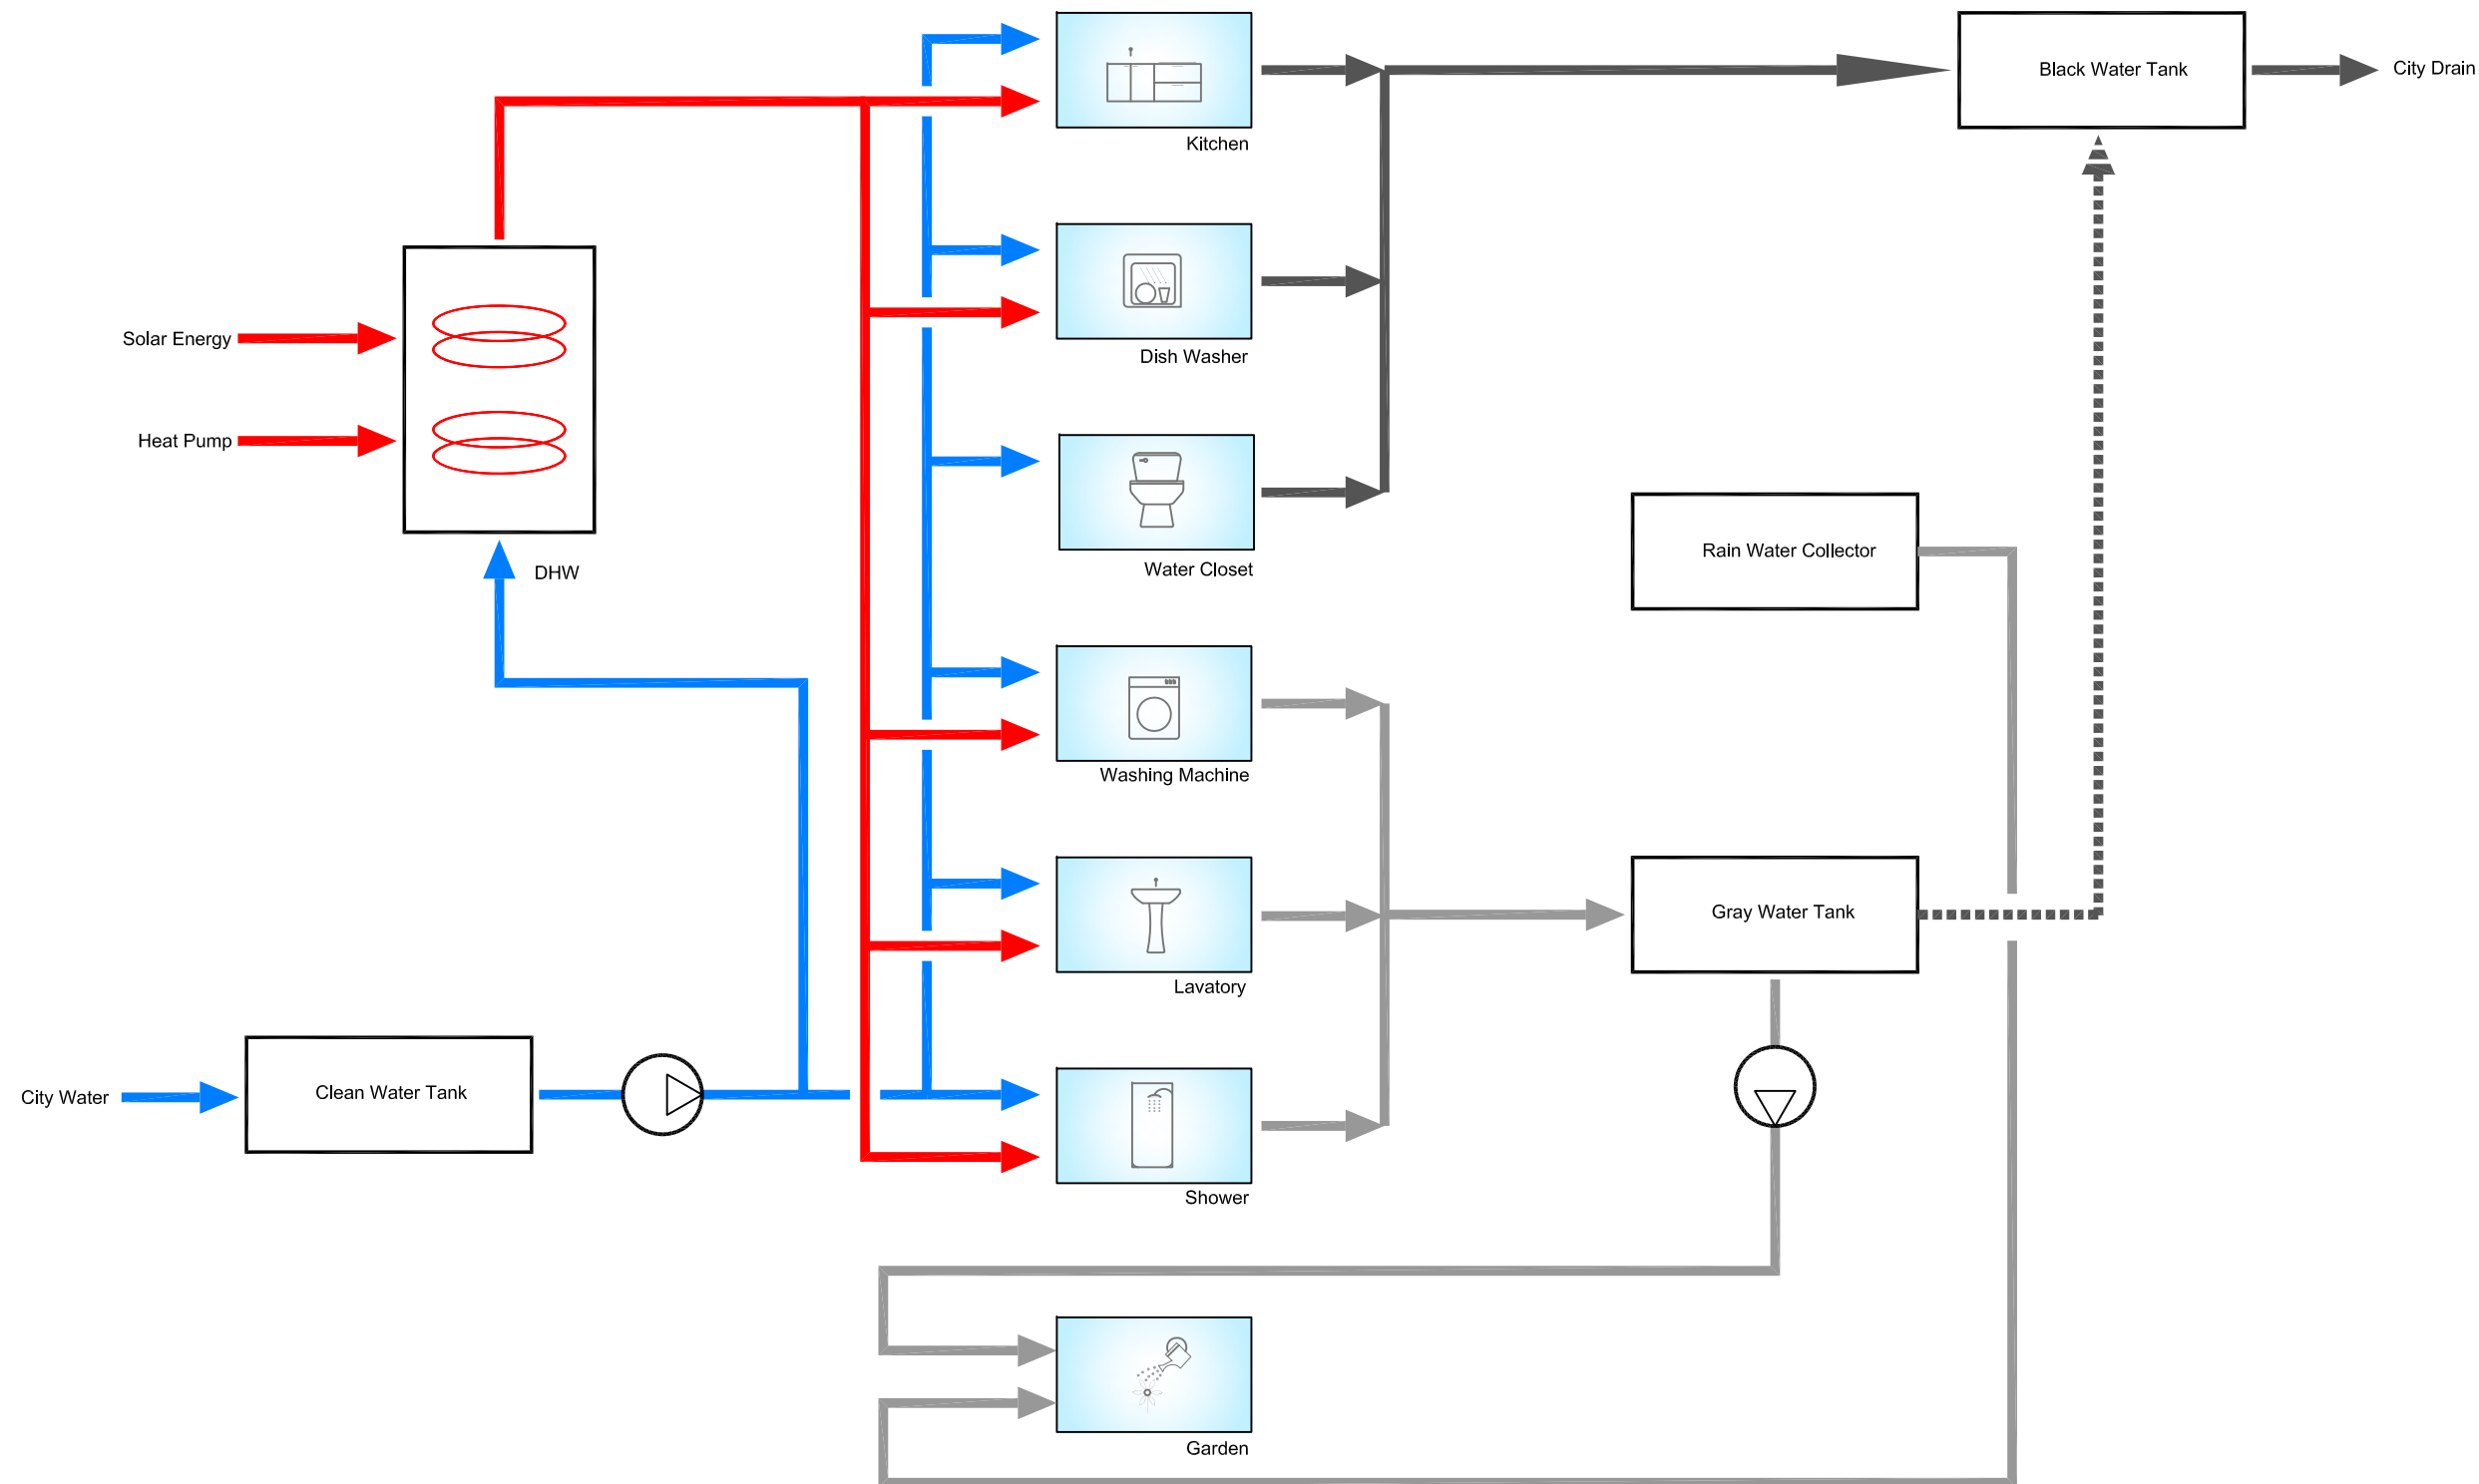 Kitchen
Black Water Tank
City Drain
Solar Energy
Dish Washer
Heat Pump
DHW
Water Closet
Rain Water Collector
Washing Machine
Gray Water Tank
Lavatory
City Water
Clean Water Tank
Shower
Garden